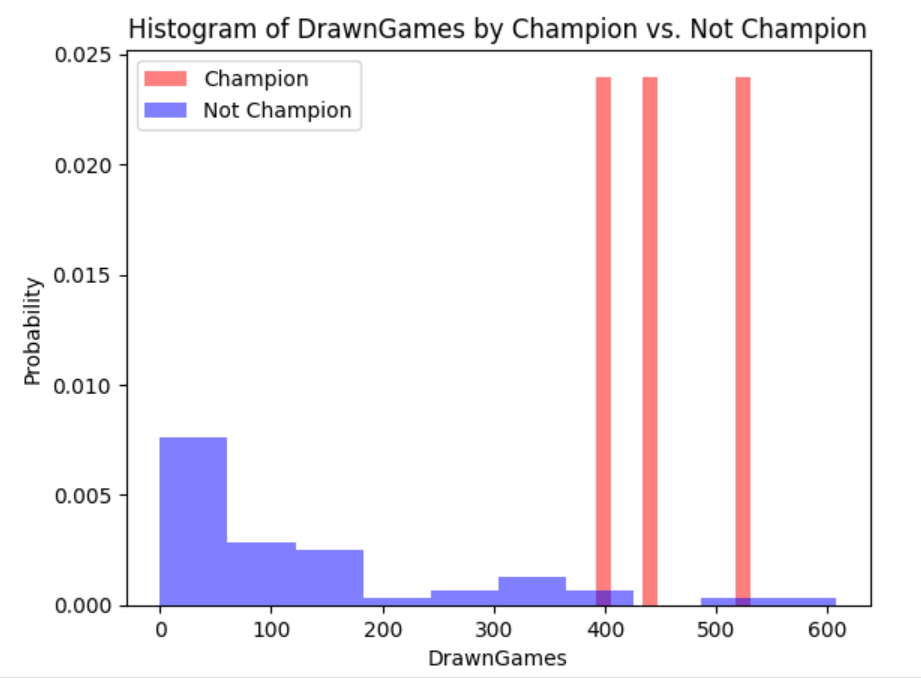 Histogram of DrawnGames by Champion vs. Not Champion
Champion
Not Champion
Probability
0.025
0.020
0.015
0.010
0.005
0.000
0 100 200 300 400 500 600
DrawnGames